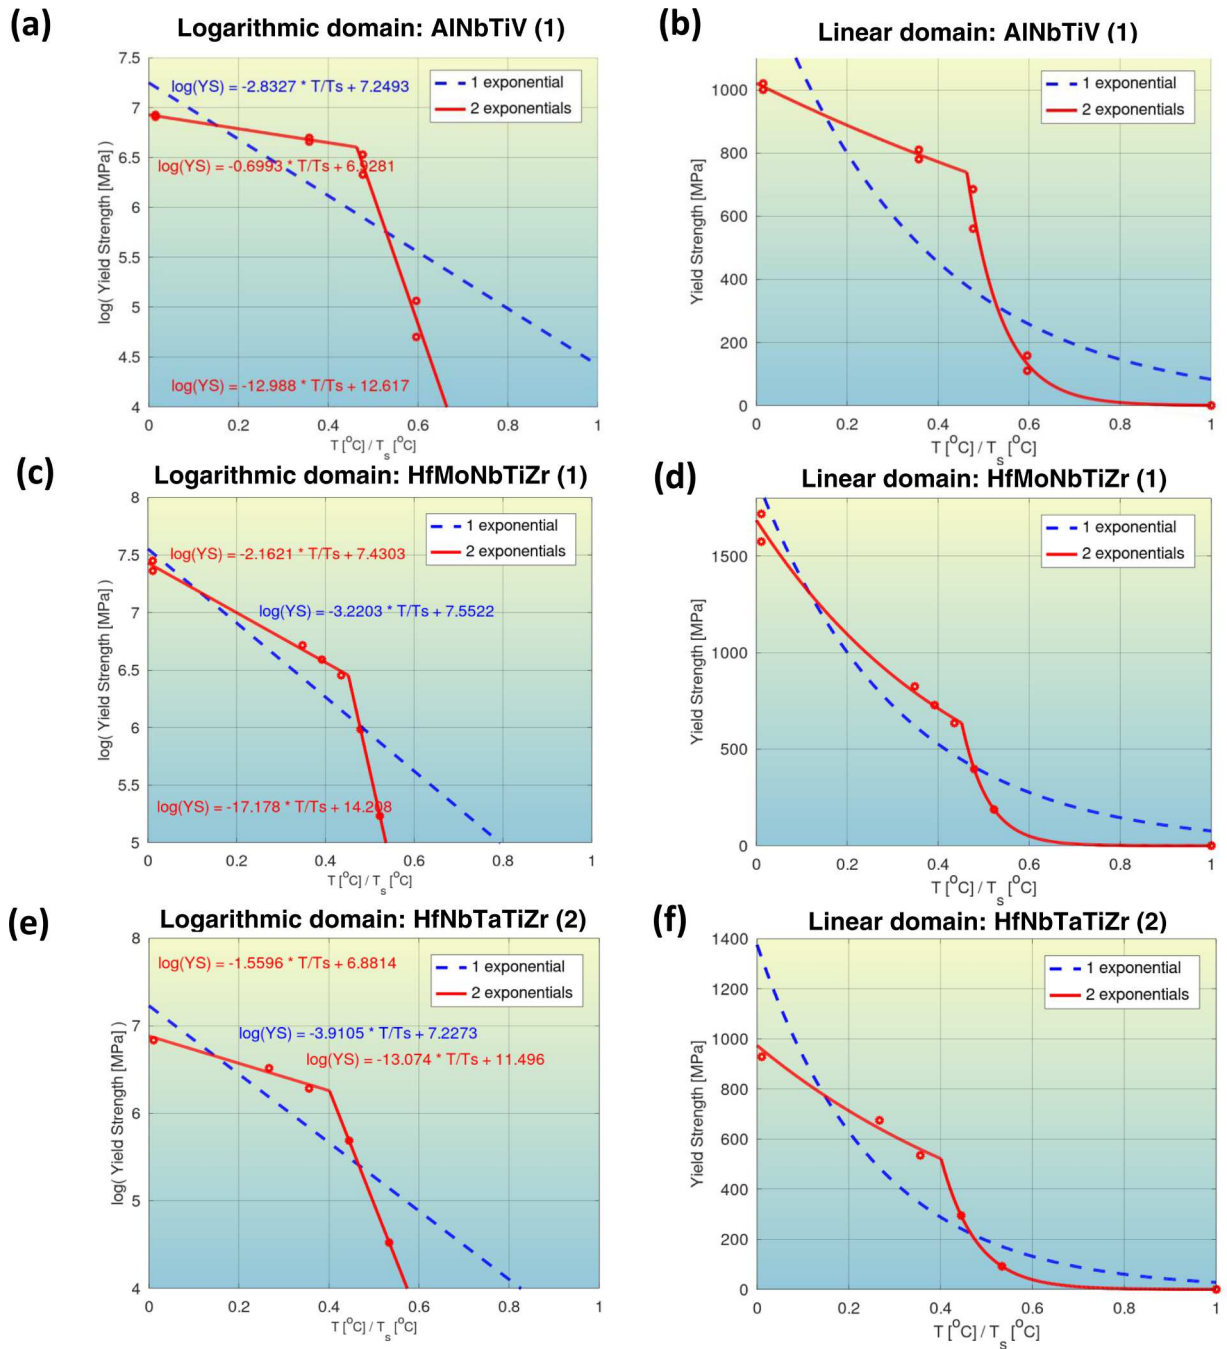 (a)
Logarithmic domain: AlNbTiV (1)
7.5
7
6.5
6
5.5
5
4.5
4
log( Yield Strength [MPa] )
log(YS) = -2.8327 * T/Ts + 7.2493
1 exponential
2 exponentials
log(YS) = -0.6993 * T/Ts + 6.9281
log(YS) = -12.988 * T/Ts + 12.617
0 0.2 0.4 0.6 0.8 1
T [°C] / Ts [°C]
(b)
Linear domain: AlNbTiV (1)
1000
800
600
400
200
0
Yield Strength [MPa]
1 exponential
2 exponentials
0 0.2 0.4 0.6 0.8 1
T [°C] / Ts [°C]
(c)
Logarithmic domain: HfMoNbTiZr (1)
8
7.5
7
6.5
6
5.5
5
log( Yield Strength [MPa] )
1 exponential
2 exponentials
log(YS) = -2.1621 * T/Ts + 7.4303
log(YS) = -3.2203 * T/Ts + 7.5522
log(YS) = -17.178 * T/Ts + 14.208
0 0.2 0.4 0.6 0.8 1
T [°C] / Ts [°C]
(d)
Linear domain: HfMoNbTiZr (1)
1500
1000
500
0
Yield Strength [MPa]
1 exponential
2 exponentials
0 0.2 0.4 0.6 0.8 1
T [°C] / Ts [°C]
(e)
Logarithmic domain: HfNbTaTiZr (2)
8
7
6
5
4
log( Yield Strength [MPa] )
log(YS) = -1.5596 * T/Ts + 6.8814
1 exponential
2 exponentials
log(YS) = -3.9105 * T/Ts + 7.2273
log(YS) = -13.074 * T/Ts + 11.496
0 0.2 0.4 0.6 0.8 1
T [°C] / Ts [°C]
(f)
Linear domain: HfNbTaTiZr (2)
1400
1200
1000
800
600
400
200
0
Yield Strength [MPa]
1 exponential
2 exponentials
0 0.2 0.4 0.6 0.8 1
T [°C] / Ts [°C]